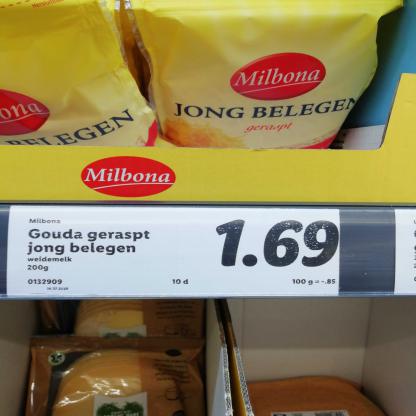 Milbona
JONG BELEGEN
geraspt
BELEGEN
Milbona
Milbona
Gouda geraspt
jong belegen
weidemelk
200g
1.69
0132909
10 d
100 g = -.85